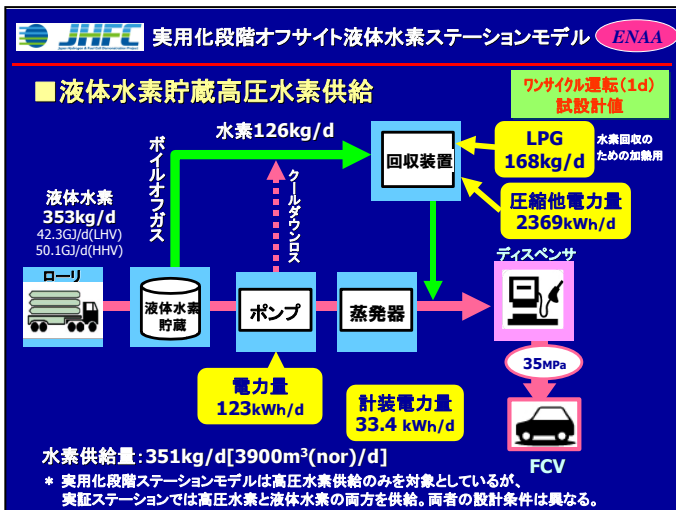 JHFC 実用化段階オフサイト液体水素ステーションモデル ENAA
■液体水素貯蔵高圧水素供給
ワンサイクル運転(1d)
試設計値
水素126kg/d
ボイルオフガス
クールダウンロス
回収装置
LPG
168kg/d
水素回収の
ための加熱用
圧縮他電力量
2369kWh/d
液体水素
353kg/d
42.3GJ/d(LHV)
50.1GJ/d(HHV)
ローリ
液体水素
貯蔵
ポンプ
蒸発器
ディスペンサ
35MPa
電力量
123kWh/d
計装電力量
33.4 kWh/d
FCV
水素供給量:351kg/d[3900m³(nor)/d]
* 実用化段階ステーションモデルは高圧水素供給のみを対象としているが、
実証ステーションでは高圧水素と液体水素の両方を供給。両者の設計条件は異なる。